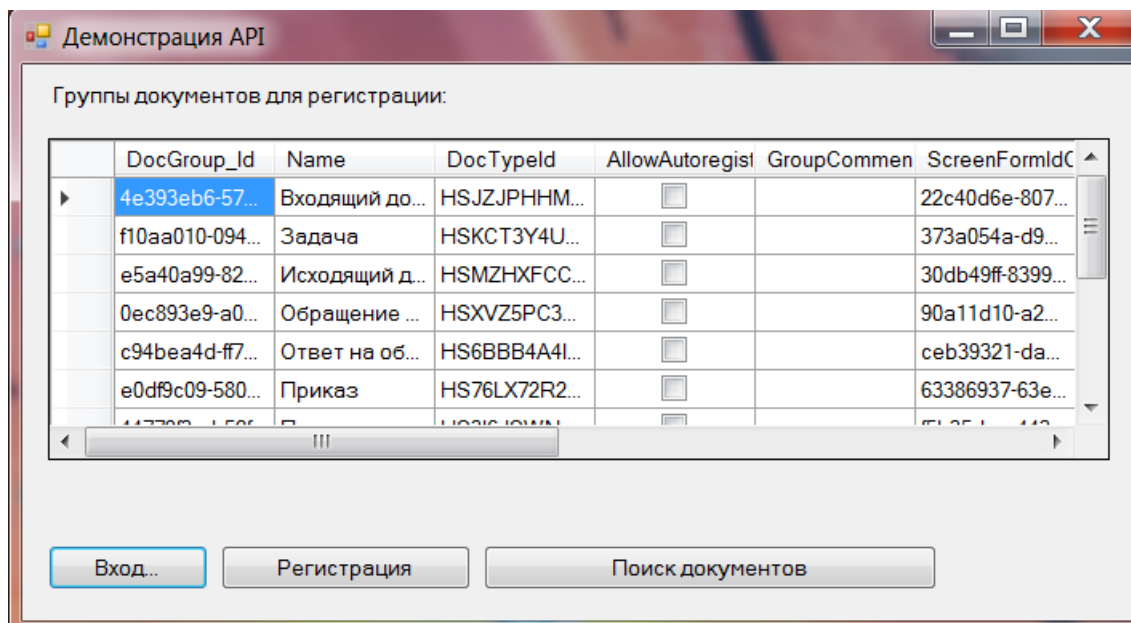 Демонстрация API
Группы документов для регистрации:
DocGroup_Id Name DocTypeId AllowAutoregist GroupCommen ScreenFormIdC
4e393eb6-57... Входящий до... HSJZJPHHM...  22c40d6e-807...
f10aa010-094... Задача HSKCT3Y4U... 373a054a-d9...
e5a40a99-82... Исходящий д... HSMZHXFCC... 30db49ff-8399...
0ec893e9-a0... Обращение ... HSXVZ5PC3... 90a11d10-a2...
c94bea4d-ff7... Ответ на об... HS6BBB4A4I... ceb39321-da...
e0df9c09-580... Приказ HS76LX72R2... 63386937-63e...
Вход... Регистрация Поиск документов